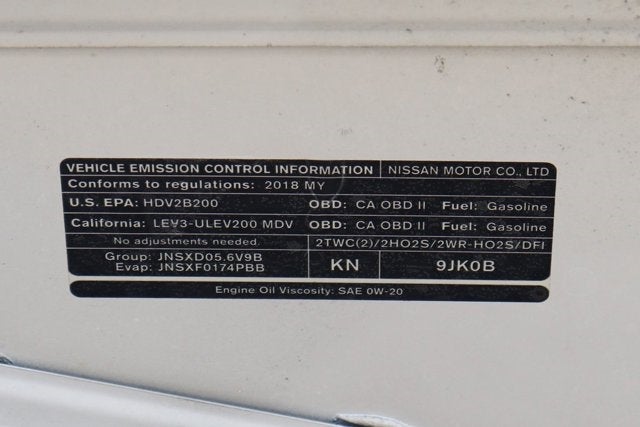 VEHICLE EMISSION CONTROL INFORMATION NISSAN MOTOR CO., LTD
Conforms to regulations: 2018 MY
U.S. EPA: HDV2B200 OBD: CA OBD II Fuel: Gasoline
California: LEV3-ULEV200 MDV OBD: CA OBD II Fuel: Gasoline
No adjustments needed. 2TWC(2)/2HO2S/2WR-HO2S/DFI
Group: JNSXD05.6V9B
Evap: JNSXF0174PBB
KN 9JK0B
Engine Oil Viscosity: SAE 0W-20